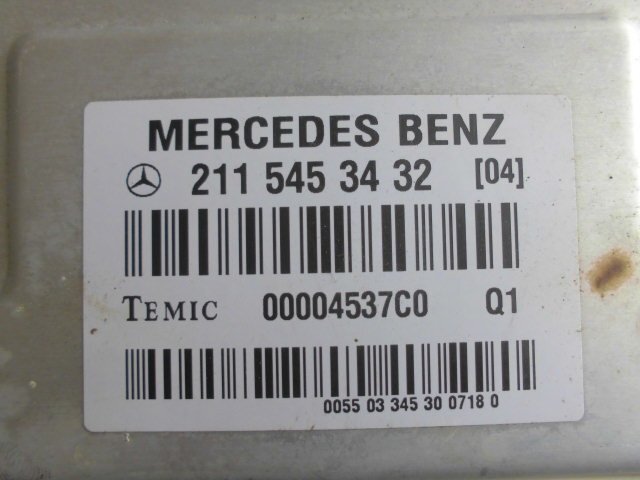 MERCEDES BENZ
211 545 34 32 [04]
TEMIC 00004537C0 Q1
0055 03 345 30 0718 0